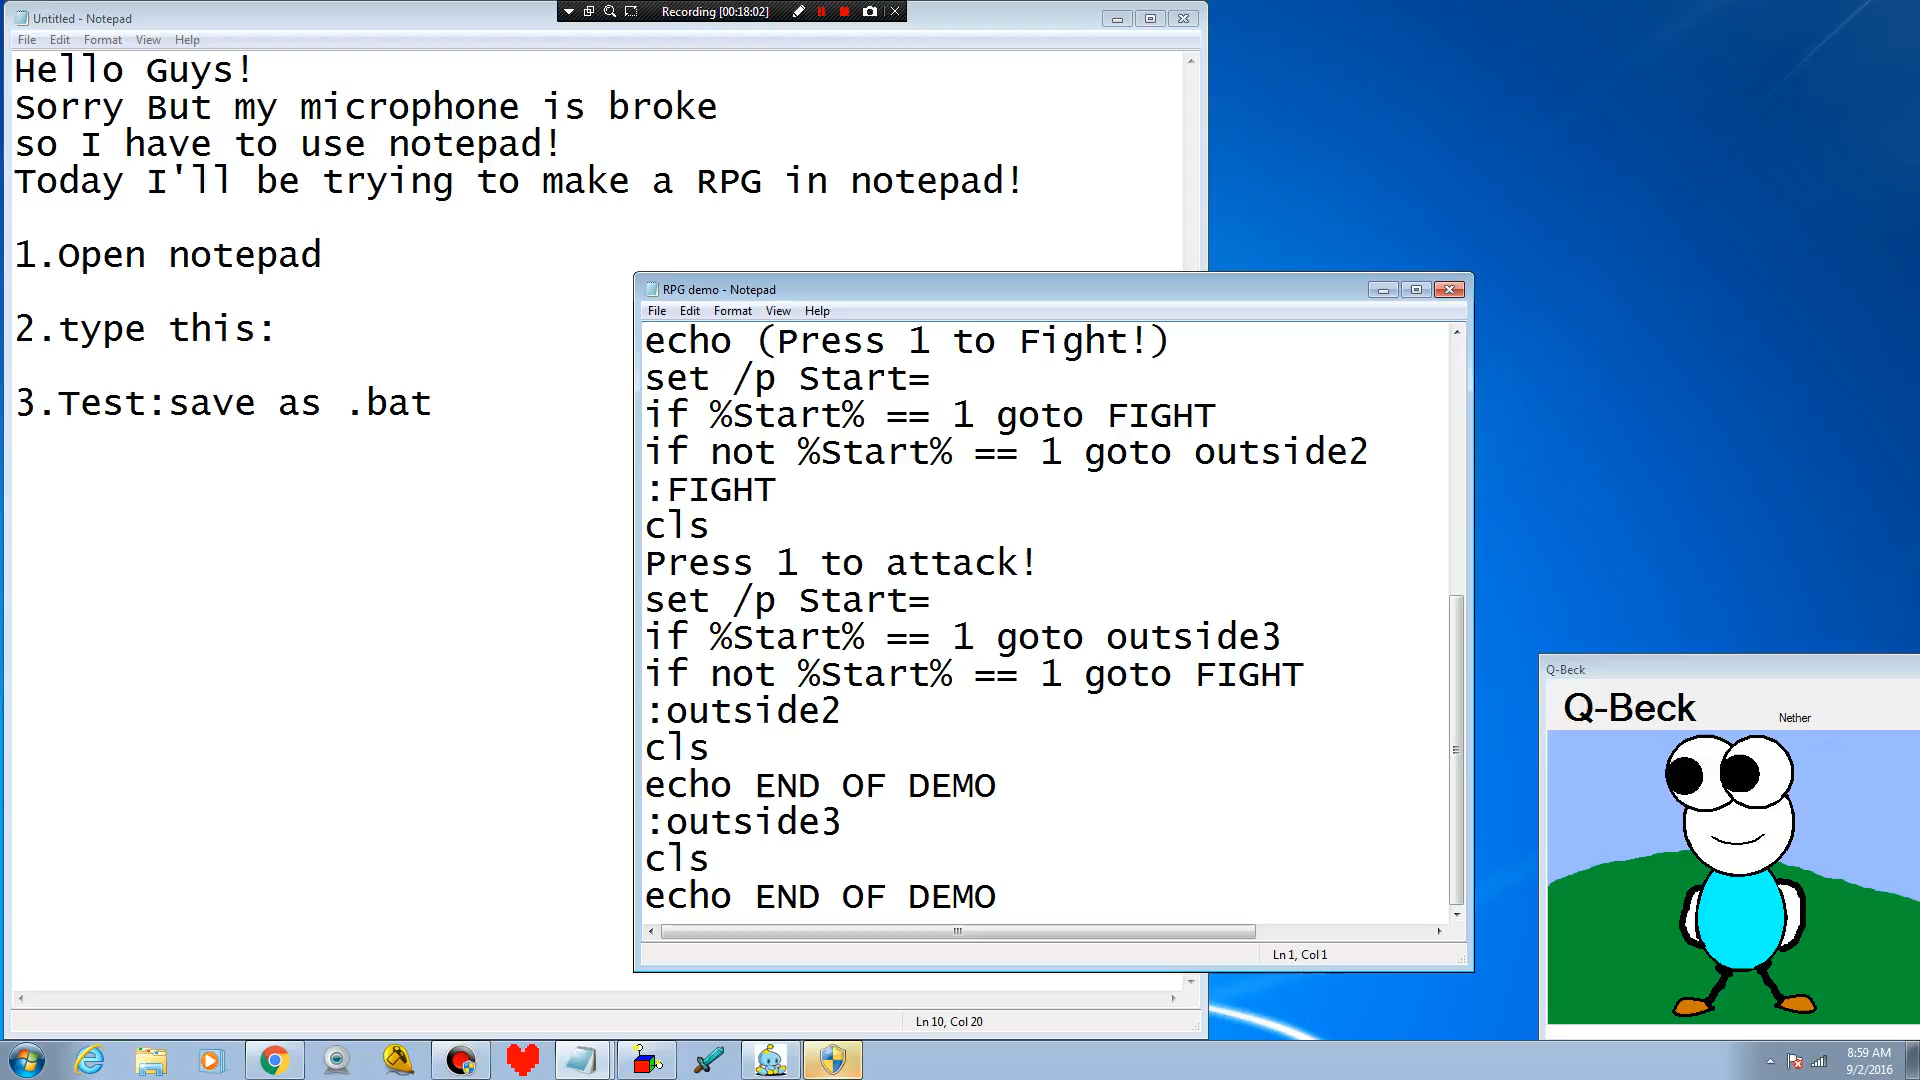 Untitled - Notepad
Recording [00:18:02]
File Edit Format View Help
Hello Guys!
Sorry But my microphone is broke
so I have to use notepad!
Today I'll be trying to make a RPG in notepad!
1.Open notepad
2.type this:
3.Test:save as .bat
Ln 10, Col 20
RPG demo - Notepad
File Edit Format View Help
echo (Press 1 to Fight!)
set /p Start=
if %Start% == 1 goto FIGHT
if not %Start% == 1 goto outside2
:FIGHT
cls
Press 1 to attack!
set /p Start=
if %Start% == 1 goto outside3
if not %Start% == 1 goto FIGHT
:outside2
cls
echo END OF DEMO
:outside3
cls
echo END OF DEMO
Ln 1, Col 1
Q-Beck
Q-Beck
Nether
8:59 AM
9/2/2016